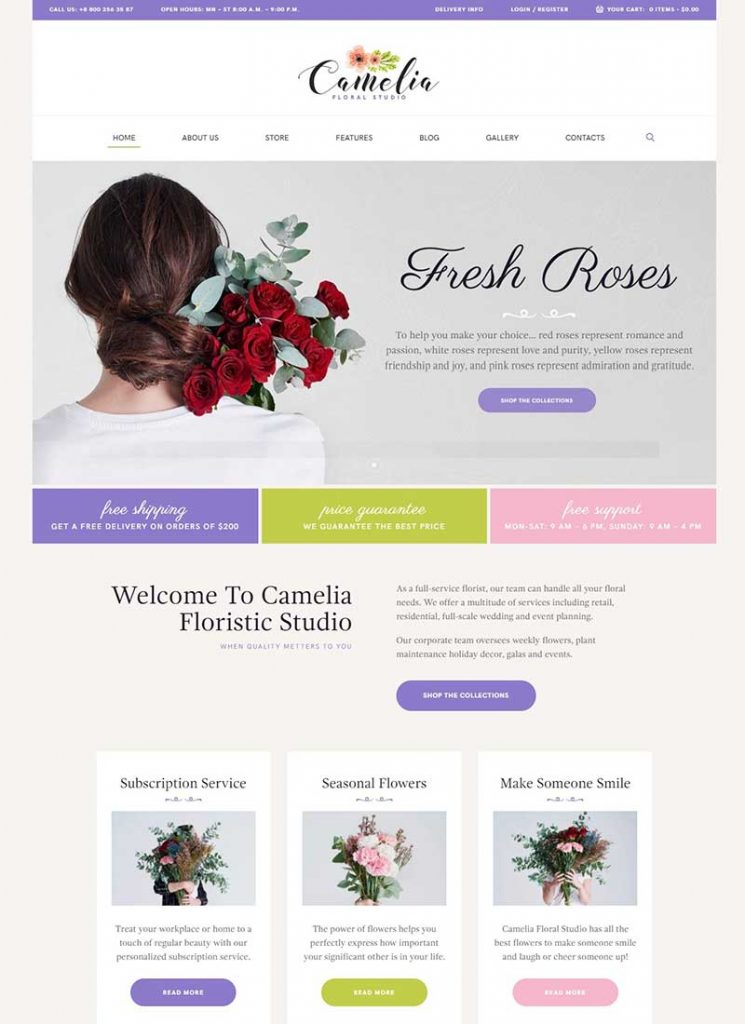 CALL US: +8 800 256 35 87 OPEN HOURS: MN - ST 8:00 A.M. - 9:00 P.M. DELIVERY INFO LOGIN / REGISTER YOUR CART: 0 ITEMS - $0.00
Camelia
FLORAL STUDIO
HOME ABOUT US STORE FEATURES BLOG GALLERY CONTACTS
Fresh Roses
To help you make your choice... red roses represent romance and
passion, white roses represent love and purity, yellow roses represent
friendship and joy, and pink roses represent admiration and gratitude.
SHOP THE COLLECTIONS
free shipping
GET A FREE DELIVERY ON ORDERS OF $200
price guarantee
WE GUARANTEE THE BEST PRICE
free support
MON-SAT: 9 AM - 6 PM, SUNDAY: 9 AM - 4 PM
Welcome To Camelia
Floristic Studio
WHEN QUALITY METTERS TO YOU
As a full-service florist, our team can handle all your floral
needs. We offer a multitude of services including retail,
residential, full-scale wedding and event planning.
Our corporate team oversees weekly flowers, plant
maintenance holiday decor, galas and events.
SHOP THE COLLECTIONS
Subscription Service
Treat your workplace or home to a
touch of regular beauty with our
personalized subscription service.
READ MORE
Seasonal Flowers
The power of flowers helps you
perfectly express how important
your significant other is in your life.
READ MORE
Make Someone Smile
Camelia Floral Studio has all the
best flowers to make someone smile
and laugh or cheer someone up!
READ MORE